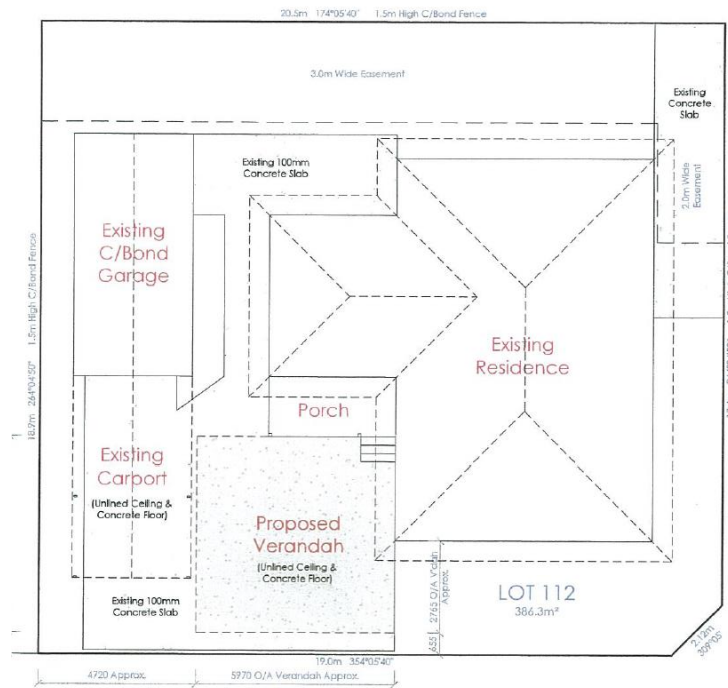 20.5m 174°05'40" 1.5m High C/Bond Fence
3.0m Wide Easement
Existing
Concrete
Slab
Existing 100mm
Concrete Slab
2.0m Wide
Easement
Existing
C/Bond
Garage
18.9m 264°04'50" 1.5m High C/Bond Fence
Existing
Residence
Porch
Existing
Carport
(Unlined Ceiling &
Concrete Floor)
Proposed
Verandah
(Unlined Ceiling &
Concrete Floor)
655
2765 O/A V'dah
Approx.
LOT 112
386.3m²
Existing 100mm
Concrete Slab
2.12m
309°05'
19.0m 354°05'40"
4720 Approx.
5970 O/A Verandah Approx.